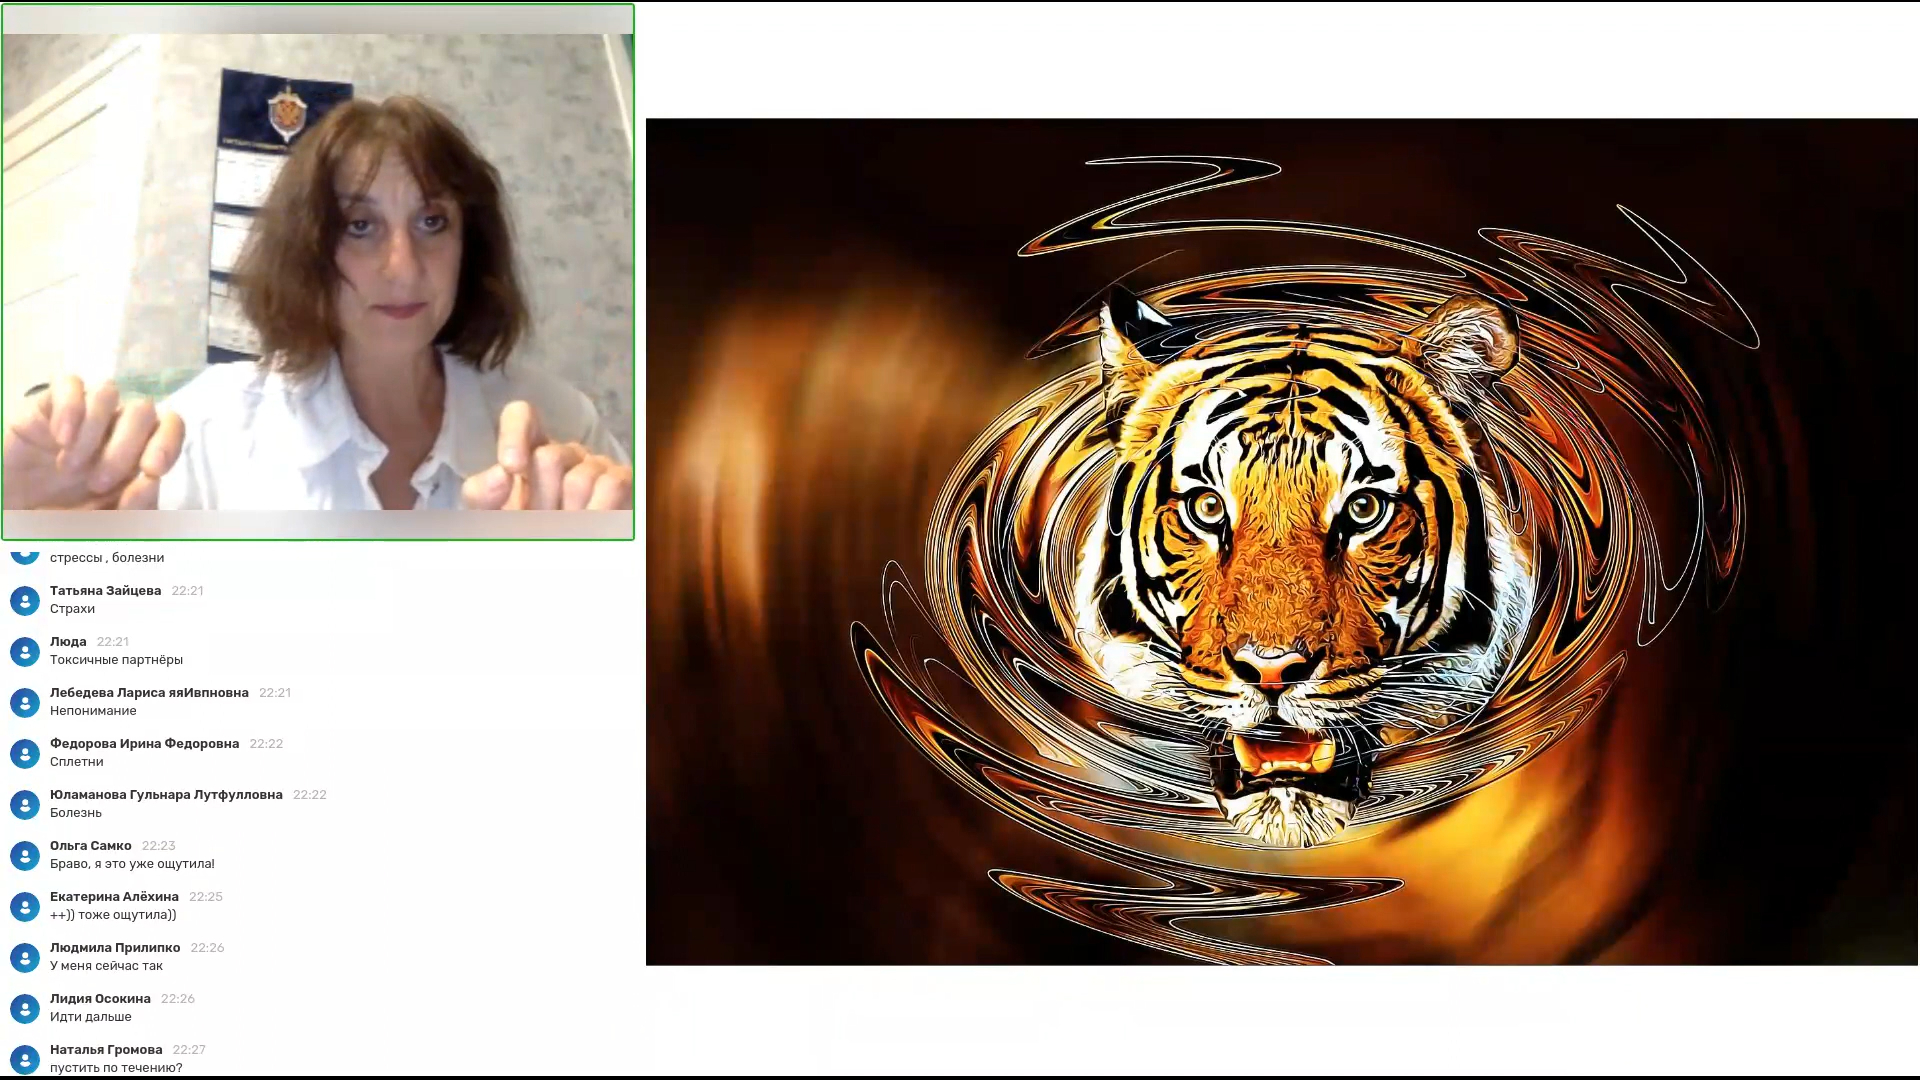 стрессы , болезни
Татьяна Зайцева 22:21
Страхи
Люда 22:21
Токсичные партнёры
Лебедева Лариса яяИвпновна 22:21
Непонимание
Федорова Ирина Федоровна 22:22
Сплетни
Юламанова Гульнара Лутфулловна 22:22
Болезнь
Ольга Самко 22:23
Браво, я это уже ощутила!
Екатерина Алёхина 22:25
++)) тоже ощутила))
Людмила Прилипко 22:26
У меня сейчас так
Лидия Осокина 22:26
Идти дальше
Наталья Громова 22:27
пустить по течению?